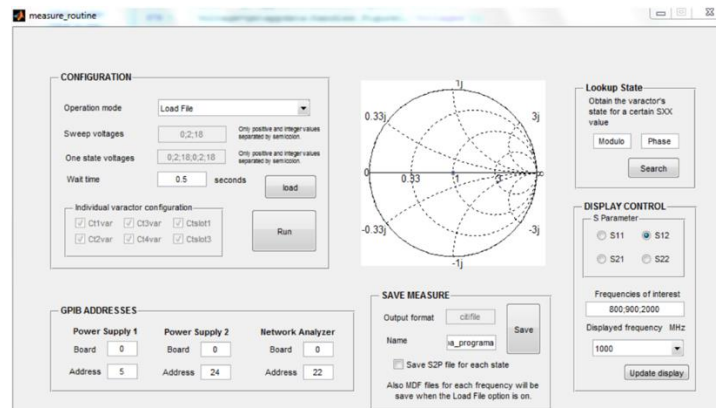 measure_routine
CONFIGURATION
Operation mode
Load File
Sweep voltages
0;2;18
Only positive and integer values
separated by semicolon.
One state voltages
0;2;18;0;2;18
Only positive and integer values
separated by semicolon.
Wait time
0.5
seconds
load
Individual varactor configuration
Ct1var
Ct3var
Ctslot1
Ct2var
Ct4var
Ctslot3
Run
1j
0.33j
3j
0
0.33
1
3
∞
-0.33j
-3j
-1j
Lookup State
Obtain the varactor's
state for a certain SXX
value
Modulo
Phase
Search
DISPLAY CONTROL
S Parameter
S11
S12
S21
S22
Frequencies of interest
800;900;2000
Displayed frequency MHz
1000
Update display
GPIB ADDRESSES
Power Supply 1
Power Supply 2
Network Analyzer
Board
0
Board
0
Board
0
Address
5
Address
24
Address
22
SAVE MEASURE
Output format
citifile
Name
a_programa
Save
Save S2P file for each state
Also MDF files for each frequency will be
save when the Load File option is on.